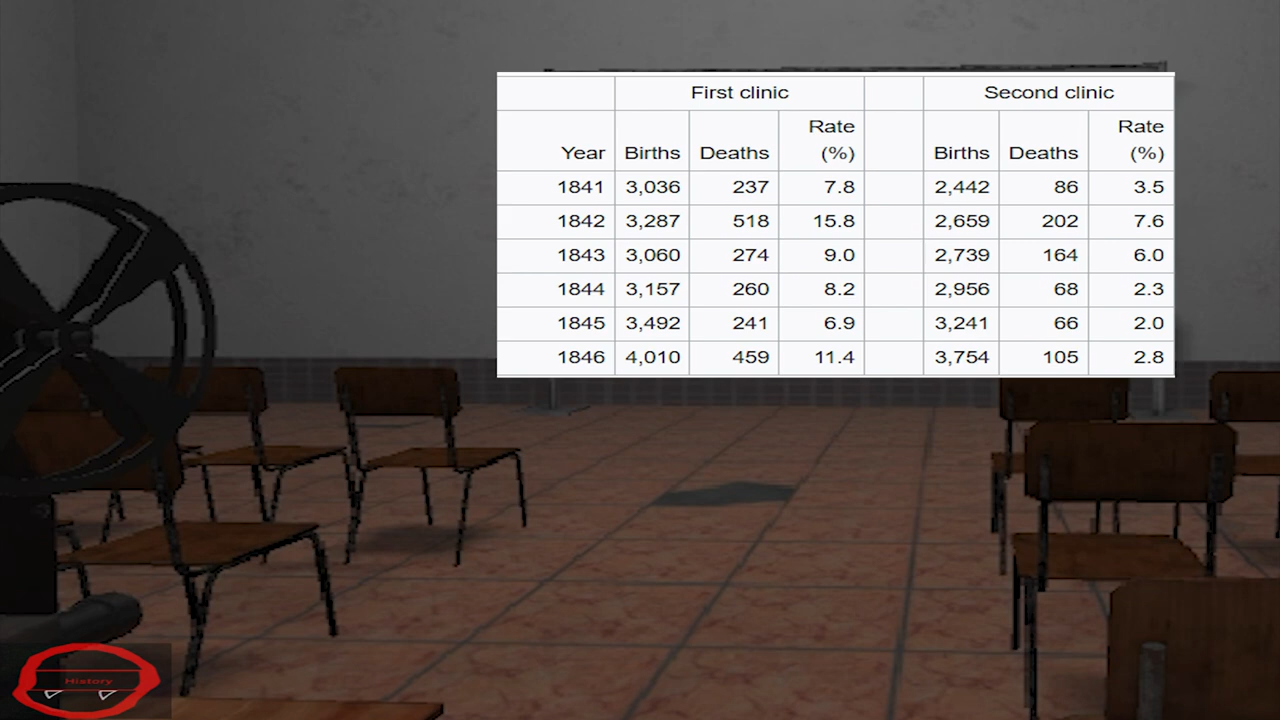 First clinic Second clinic
Rate Rate
Year Births Deaths (%) Births Deaths (%)
1841 3,036 237 7.8 2,442 86 3.5
1842 3,287 518 15.8 2,659 202 7.6
1843 3,060 274 9.0 2,739 164 6.0
1844 3,157 260 8.2 2,956 68 2.3
1845 3,492 241 6.9 3,241 66 2.0
1846 4,010 459 11.4 3,754 105 2.8
History